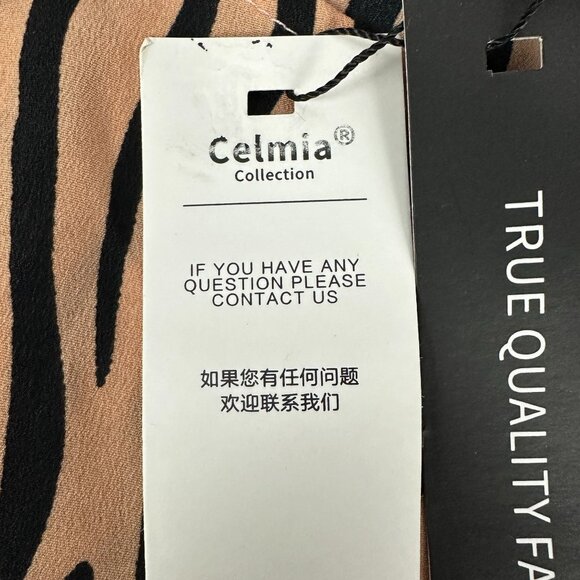 Celmia®
Collection
IF YOU HAVE ANY
QUESTION PLEASE
CONTACT US
如果您有任何问题
欢迎联系我们
TRUE QUALITY FA